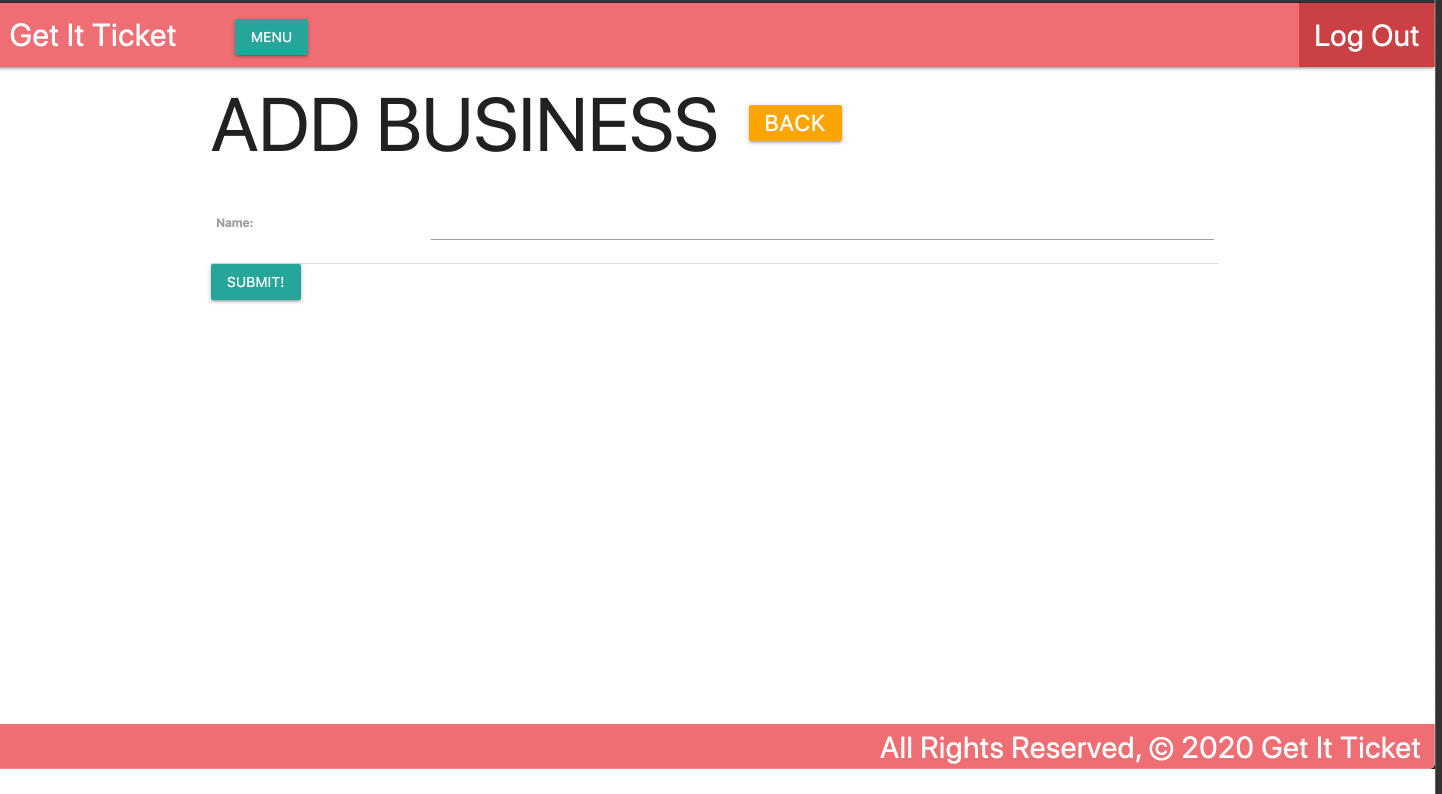 Get It Ticket
MENU
Log Out
ADD BUSINESS
BACK
Name:
SUBMIT!
All Rights Reserved, © 2020 Get It Ticket